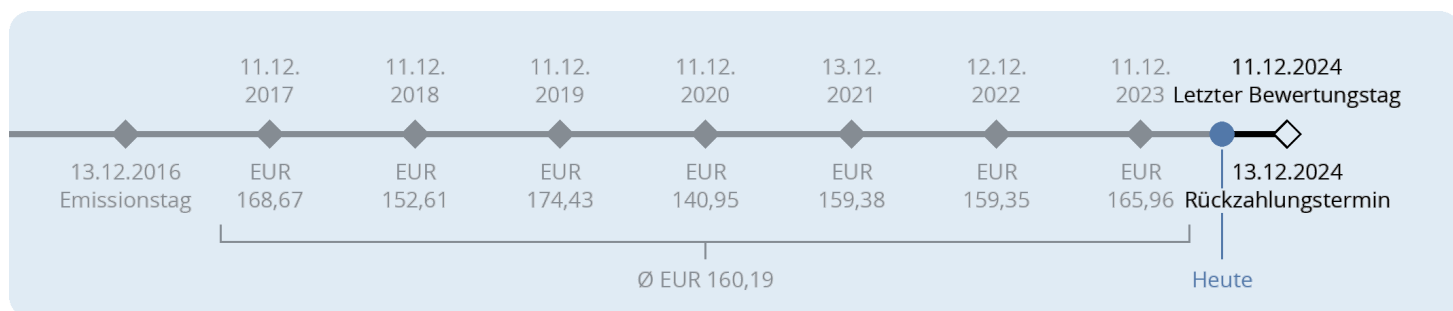 11.12.
2017
11.12.
2018
11.12.
2019
11.12.
2020
13.12.
2021
12.12.
2022
11.12.
2023
11.12.2024
Letzter Bewertungstag
13.12.2016
Emissionstag
EUR
168,67
EUR
152,61
EUR
174,43
EUR
140,95
EUR
159,38
EUR
159,35
EUR
165,96
13.12.2024
Rückzahlungstermin
Ø EUR 160,19
Heute